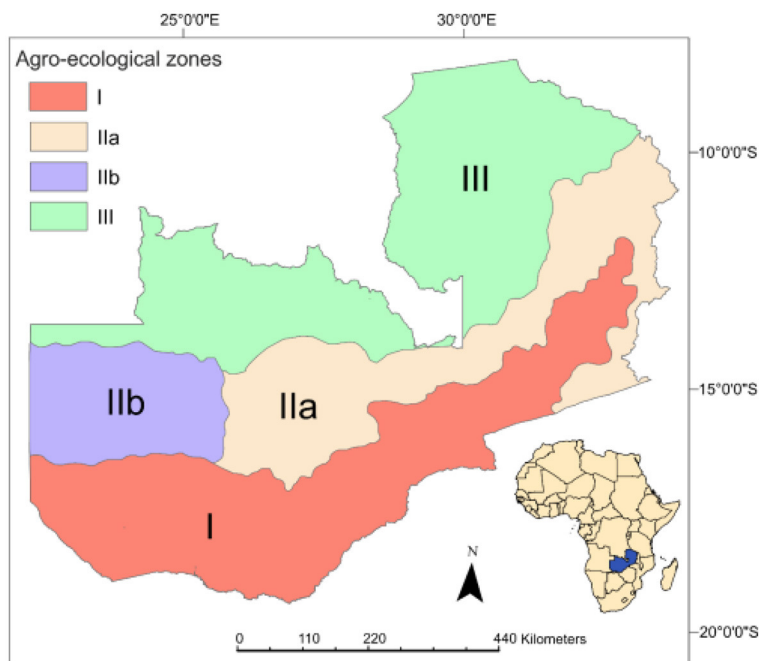 25°0'0"E 30°0'0"E
Agro-ecological zones
I
IIa
IIb
III
III
IIb
IIa
I
10°0'0"S
15°0'0"S
20°0'0"S
N
0 110 220 440 Kilometers